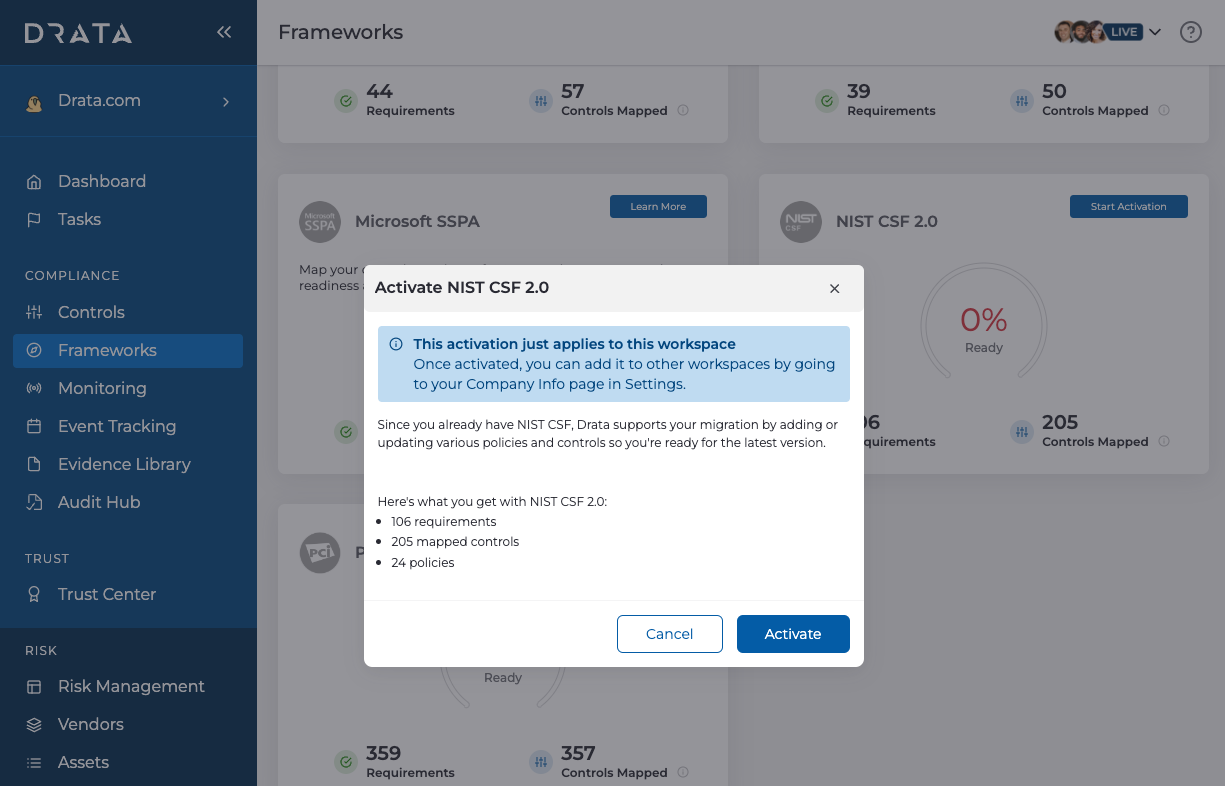 DRATA
Drata.com
Dashboard
Tasks
COMPLIANCE
Controls
Frameworks
Monitoring
Event Tracking
Evidence Library
Audit Hub
TRUST
Trust Center
RISK
Risk Management
Vendors
Assets
Frameworks
LIVE
44
Requirements
57
Controls Mapped
39
Requirements
50
Controls Mapped
Microsoft
SSPA
Microsoft SSPA
Learn More
Map your
readiness
NIST
CSF
NIST CSF 2.0
Start Activation
0%
Ready
205
Controls Mapped
Activate NIST CSF 2.0
This activation just applies to this workspace
Once activated, you can add it to other workspaces by going
to your Company Info page in Settings.
Since you already have NIST CSF, Drata supports your migration by adding or
updating various policies and controls so you're ready for the latest version.
Here's what you get with NIST CSF 2.0:
106 requirements
205 mapped controls
24 policies
Cancel
Activate
PCi
Ready
359
Requirements
357
Controls Mapped